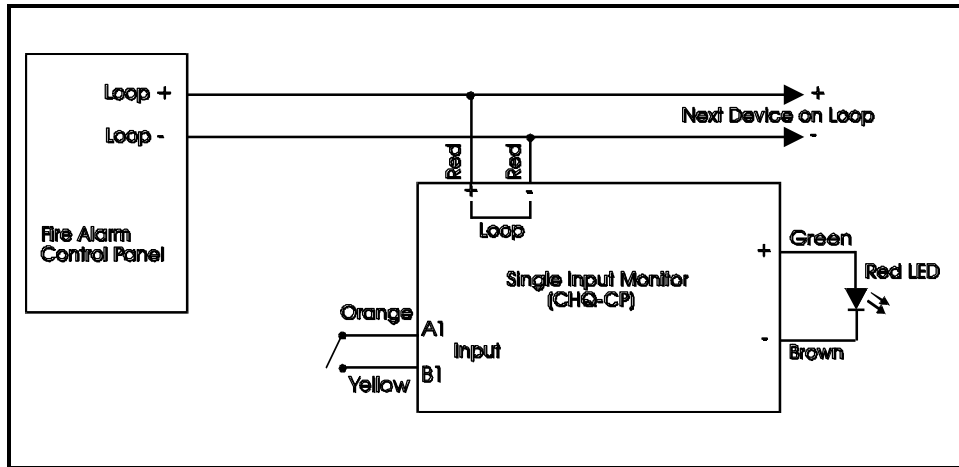 Loop +
+
Next Device on Loop
Loop -
-
Red
Red
+
-
Loop
Fire Alarm
Control Panel
Single Input Monitor
(CHQ-CP)
+
Green
Red LED
-
Brown
Orange
A1
Input
B1
Yellow